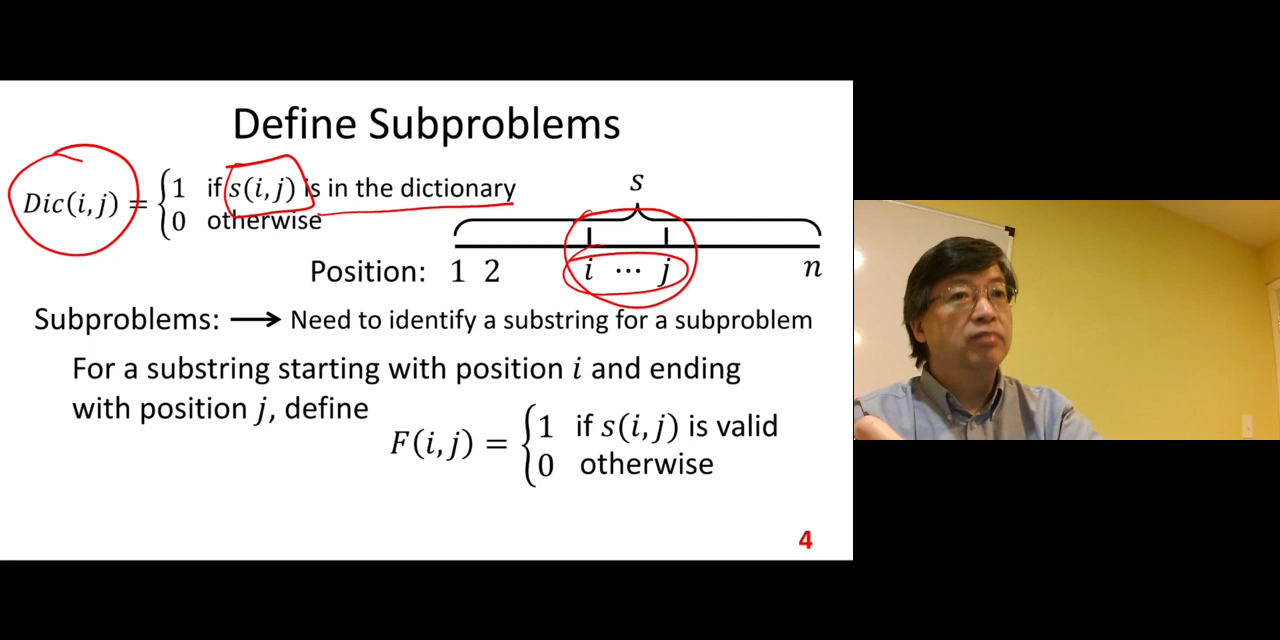 Define Subproblems
Dic(i,j) = { 1 if s(i,j) is in the dictionary
0 otherwise
s
Position: 1 2 i ⋯ j n
Subproblems: ⟶ Need to identify a substring for a subproblem
For a substring starting with position i and ending
with position j, define
F(i,j) = { 1 if s(i,j) is valid
0 otherwise
4